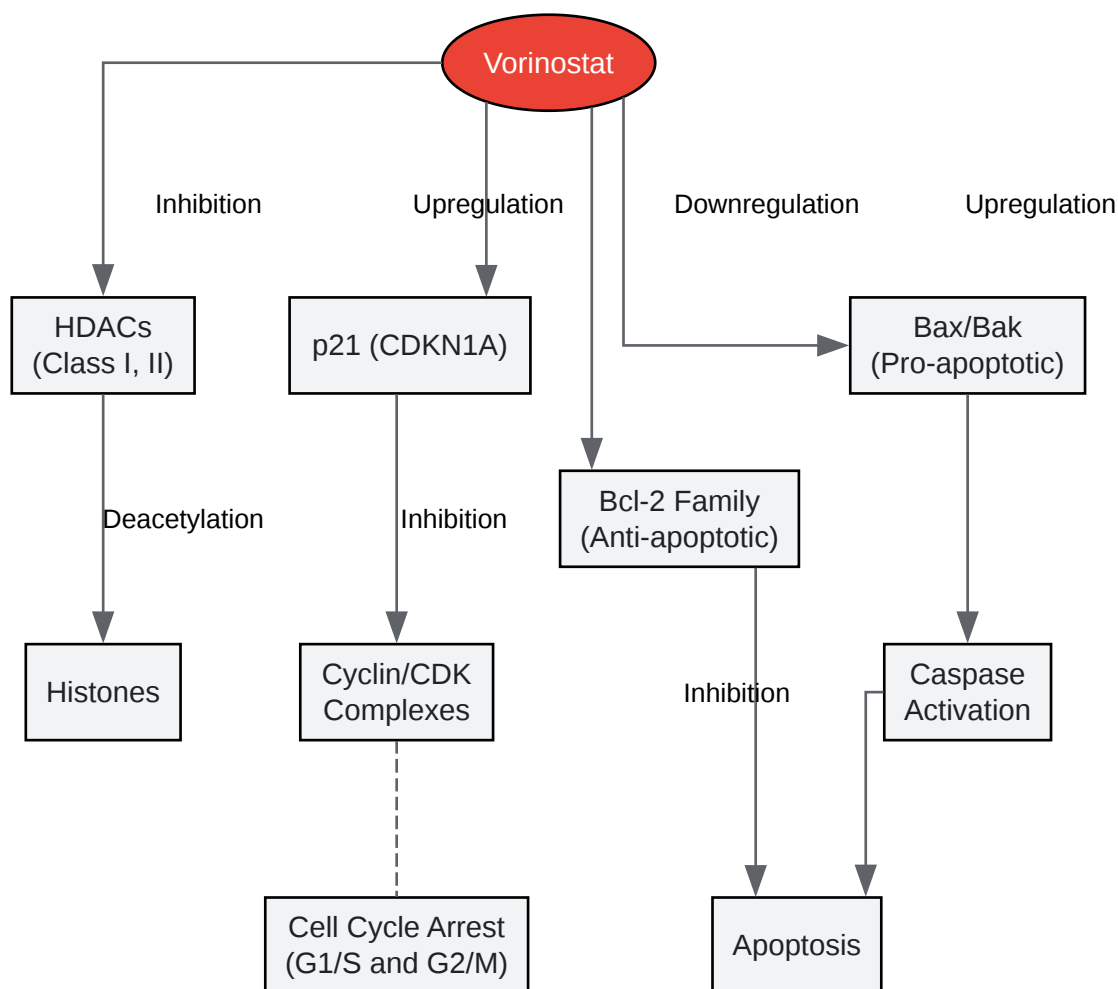 Vorinostat
Inhibition
Upregulation
Downregulation
Upregulation
HDACs
(Class I, II)
p21 (CDKN1A)
Bax/Bak
(Pro-apoptotic)
Bcl-2 Family
(Anti-apoptotic)
Deacetylation
Inhibition
Histones
Cyclin/CDK
Complexes
Inhibition
Caspase
Activation
Cell Cycle Arrest
(G1/S and G2/M)
Apoptosis